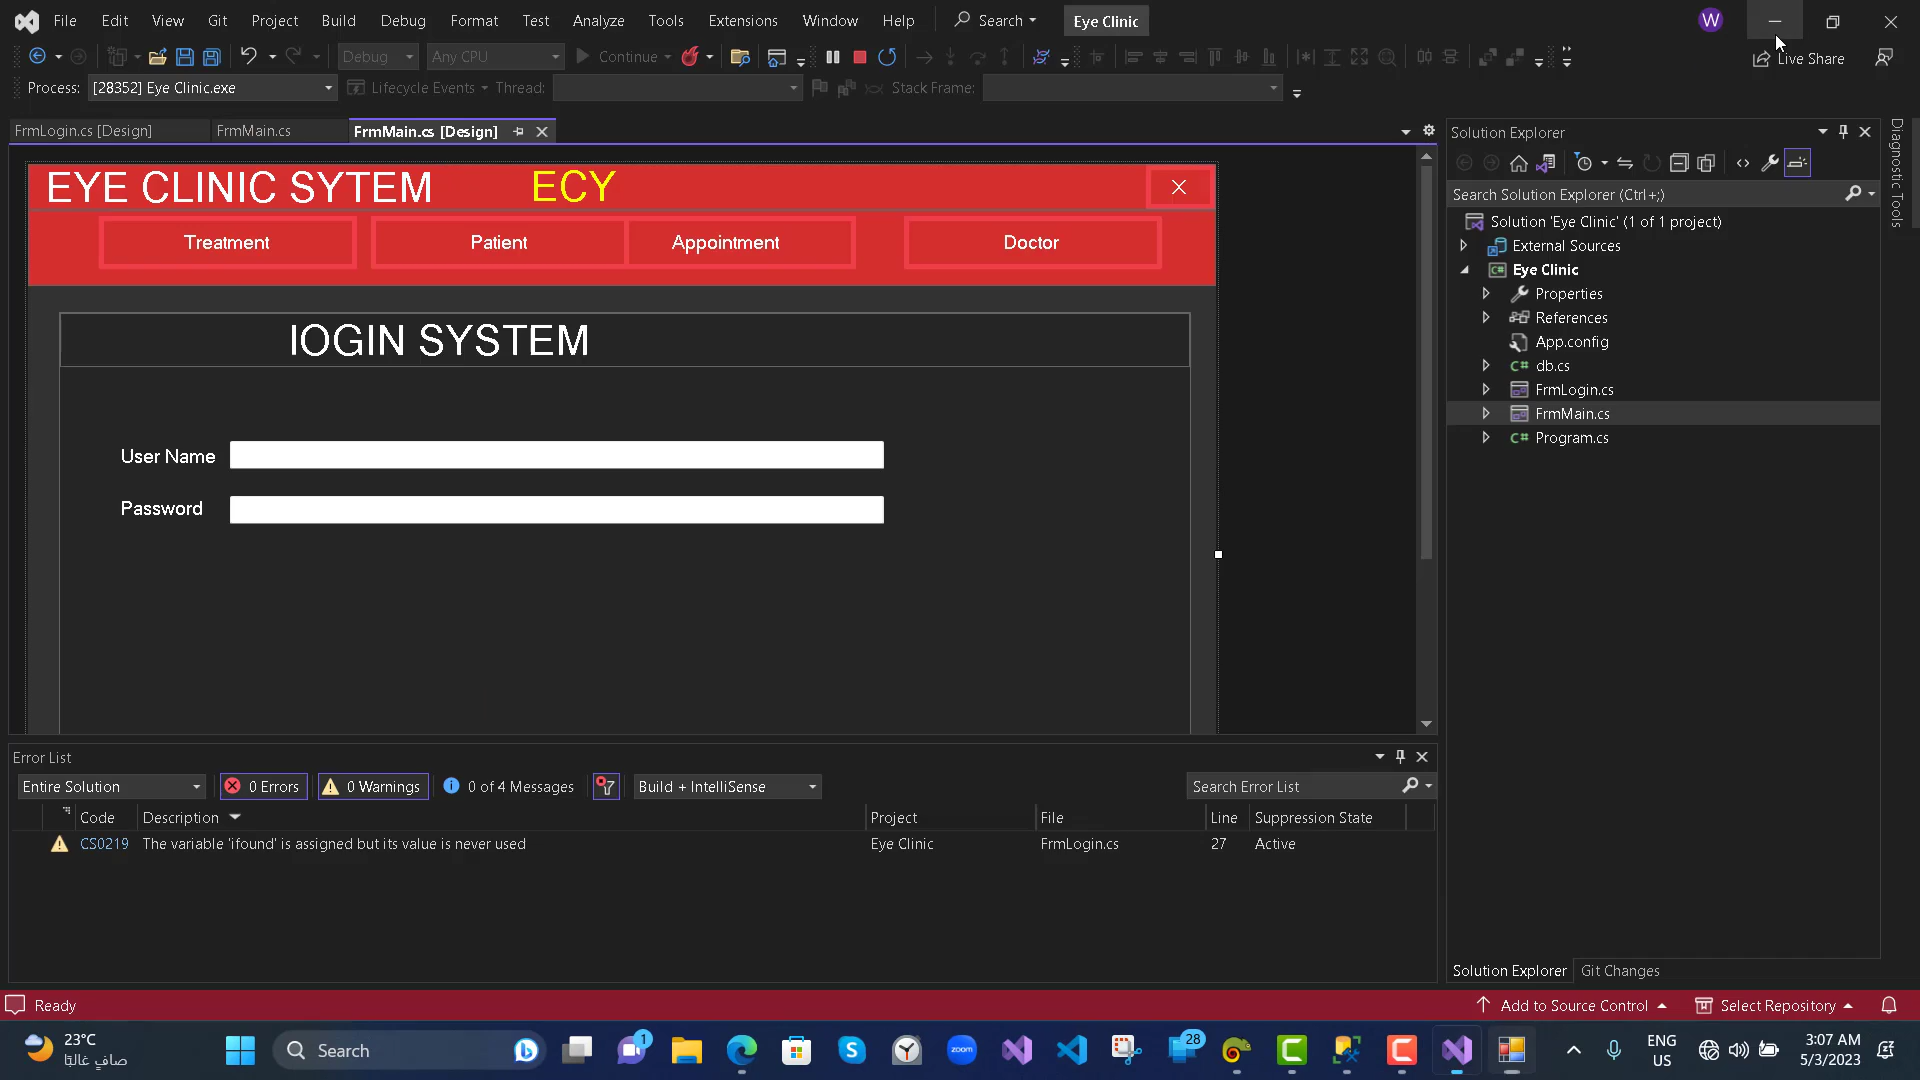 File Edit View Git Project Build Debug Format Test Analyze Tools Extensions Window Help Search Eye Clinic W
Debug Any CPU Continue Live Share
Process: [28352] Eye Clinic.exe Lifecycle Events Thread: Stack Frame:
FrmLogin.cs [Design] FrmMain.cs FrmMain.cs [Design]
EYE CLINIC SYTEM ECY
Treatment Patient Appointment Doctor
lOGIN SYSTEM
User Name
Password
Solution Explorer
Search Solution Explorer (Ctrl+;)
Solution 'Eye Clinic' (1 of 1 project)
External Sources
Eye Clinic
Properties
References
App.config
db.cs
FrmLogin.cs
FrmMain.cs
Program.cs
Diagnostic Tools
Solution Explorer Git Changes
Error List
Entire Solution 0 Errors 0 Warnings 0 of 4 Messages Build + IntelliSense Search Error List
Code Description Project File Line Suppression State
CS0219 The variable 'ifound' is assigned but its value is never used Eye Clinic FrmLogin.cs 27 Active
Ready Add to Source Control Select Repository
23°C
صافٍ غالبًا
Search 1 zoom 28
ENG
US
3:07 AM
5/3/2023